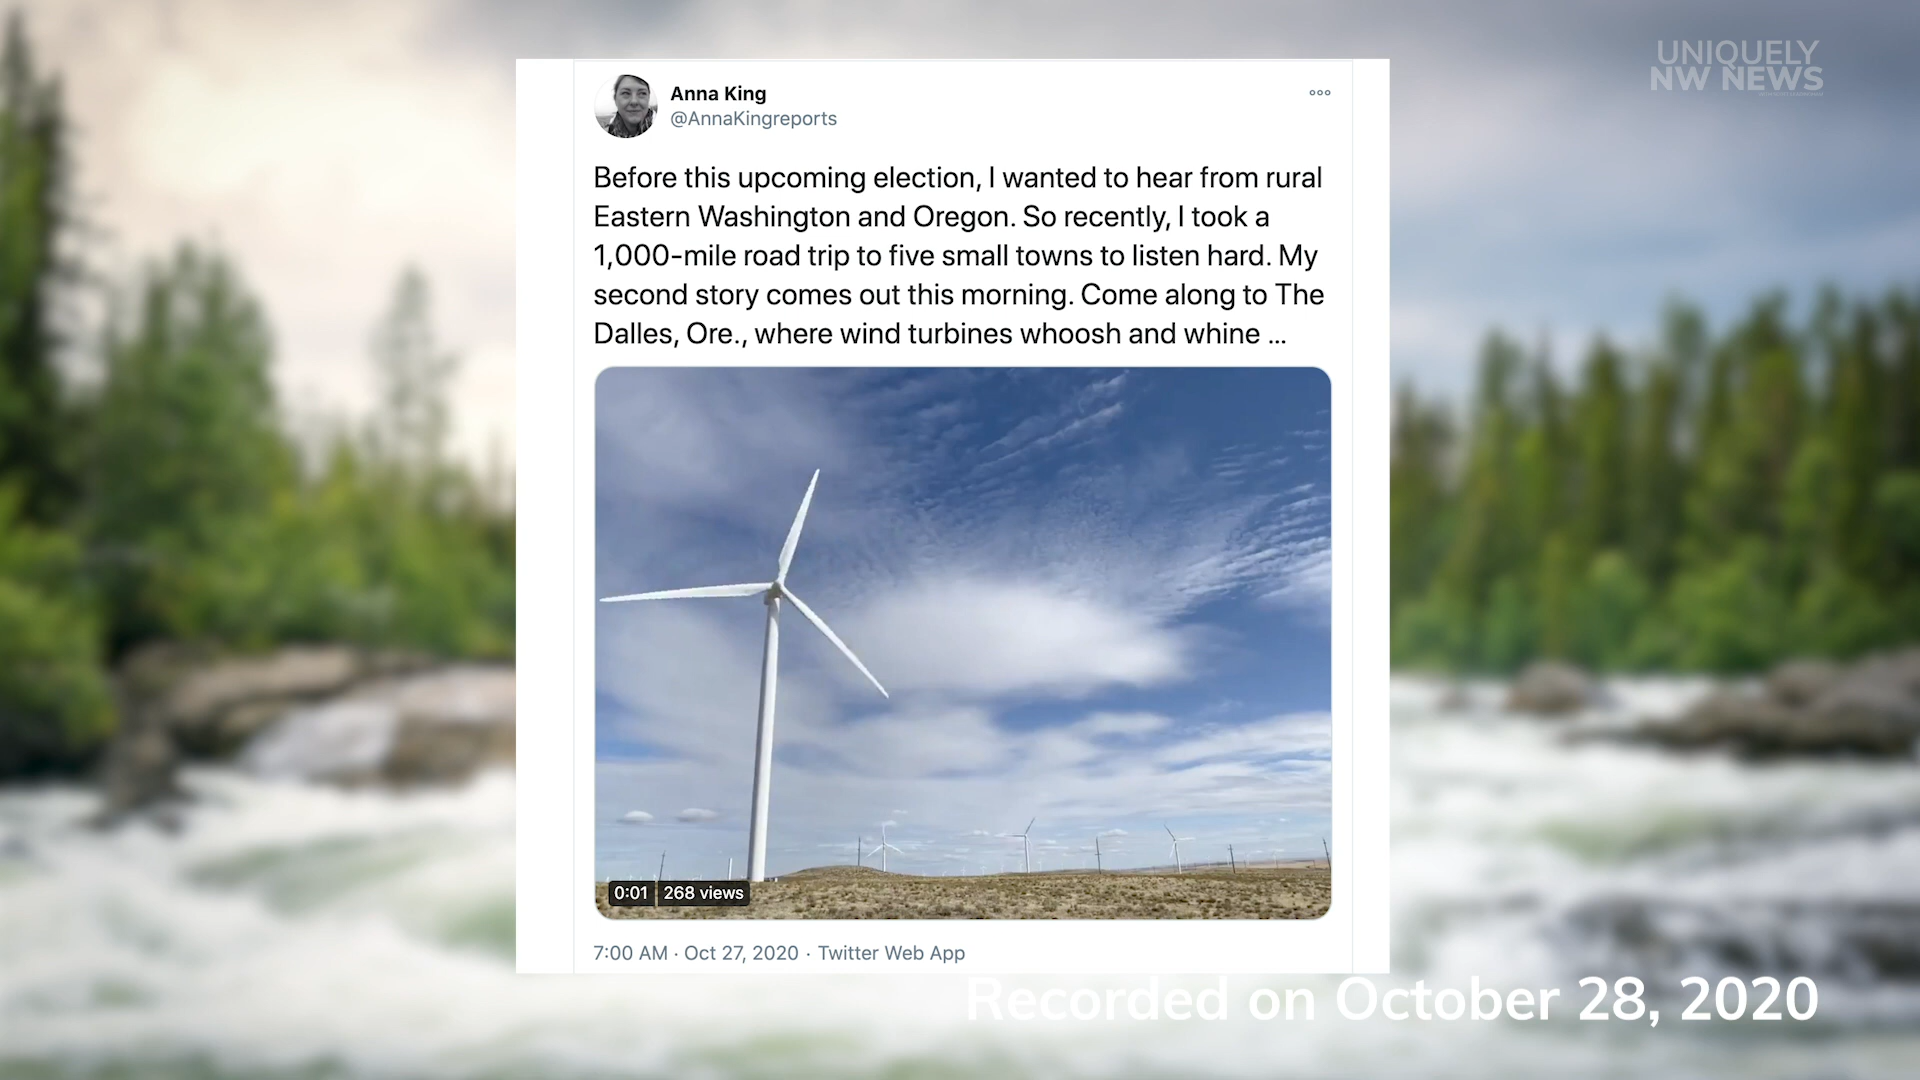 UNIQUELY
NW NEWS
Anna King
@AnnaKingreports
Before this upcoming election, I wanted to hear from rural
Eastern Washington and Oregon. So recently, I took a
1,000-mile road trip to five small towns to listen hard. My
second story comes out this morning. Come along to The
Dalles, Ore., where wind turbines whoosh and whine ...
0:01 268 views
7:00 AM · Oct 27, 2020 · Twitter Web App
Recorded on October 28, 2020